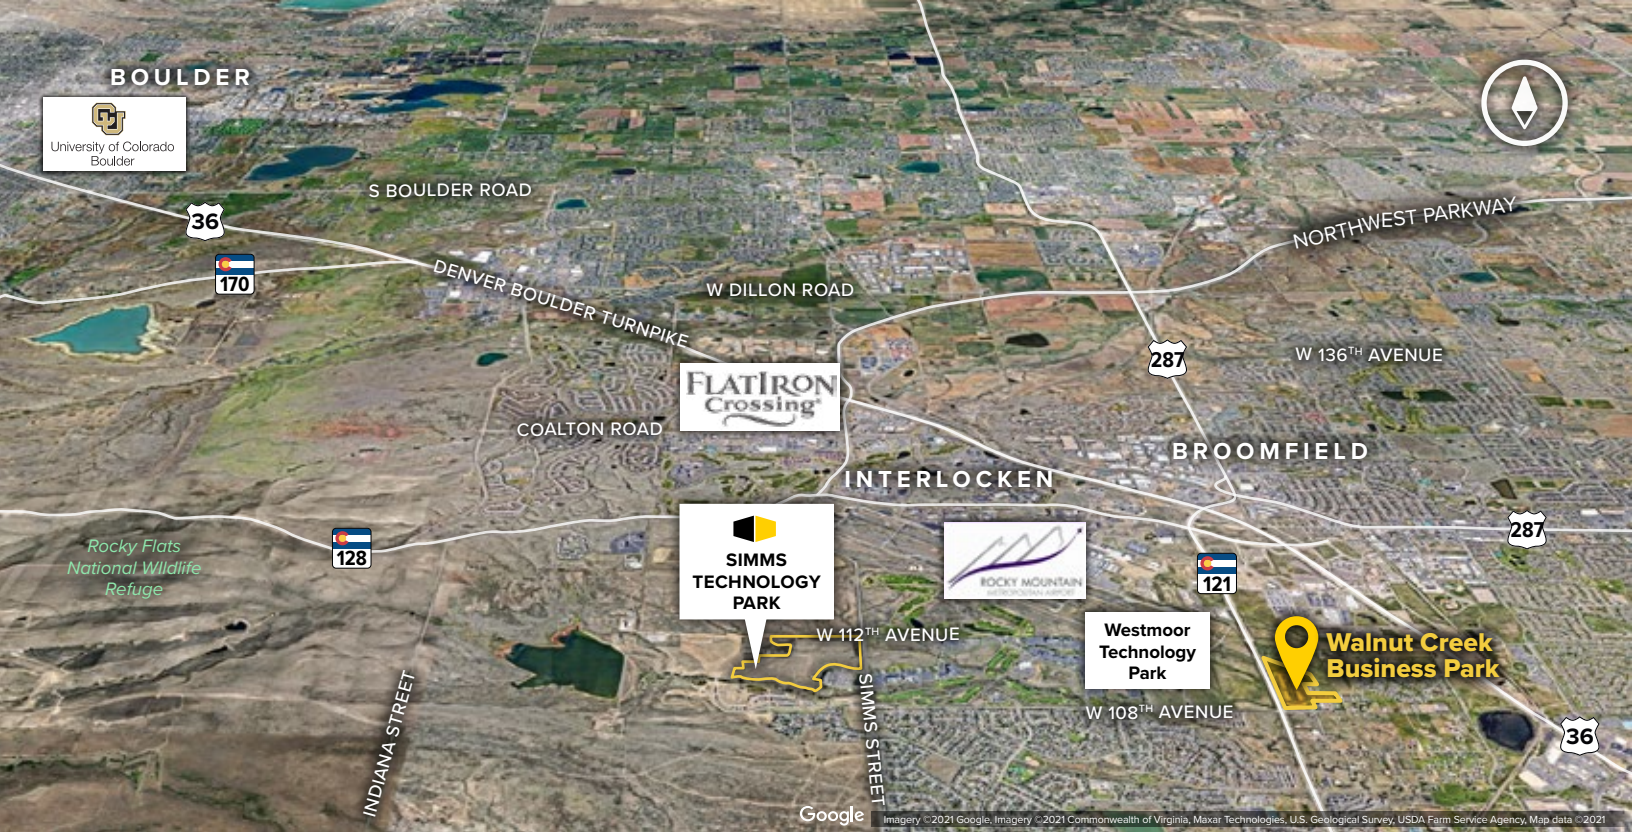 BOULDER
CU
University of Colorado
Boulder
S BOULDER ROAD
36
170
DENVER BOULDER TURNPIKE
W DILLON ROAD
NORTHWEST PARKWAY
287
W 136TH AVENUE
FLATIRON
Crossing
COALTON ROAD
BROOMFIELD
INTERLOCKEN
287
128
Rocky Flats
National WIldlife
Refuge
SIMMS
TECHNOLOGY
PARK
ROCKY MOUNTAIN
METROPOLITAN AIRPORT
121
W 112TH AVENUE
Westmoor
Technology
Park
Walnut Creek
Business Park
W 108TH AVENUE
INDIANA STREET
SIMMS STREET
36
Google
Imagery ©2021 Google, Imagery ©2021 Commonwealth of Virginia, Maxar Technologies, U.S. Geological Survey, USDA Farm Service Agency, Map data ©2021